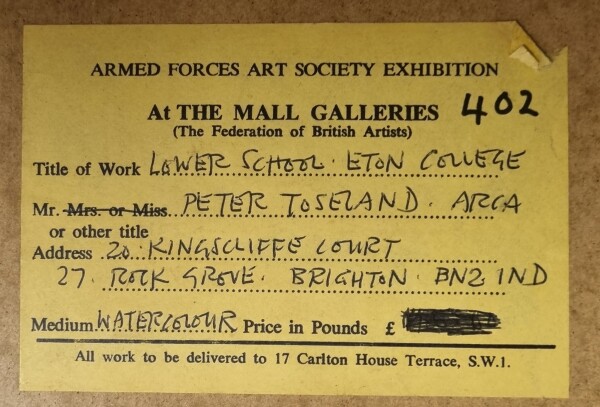 ARMED FORCES ART SOCIETY EXHIBITION
At THE MALL GALLERIES 402
(The Federation of British Artists)
Title of Work LOWER SCHOOL. ETON COLLEGE
Mr. Mrs. or Miss. PETER TOSELAND. ARCA
or other title
Address 20. KINGSCLIFFE COURT
27. ROCK GROVE. BRIGHTON. BN2 1ND
Medium WATERCOLOUR Price in Pounds £
All work to be delivered to 17 Carlton House Terrace, S.W.1.